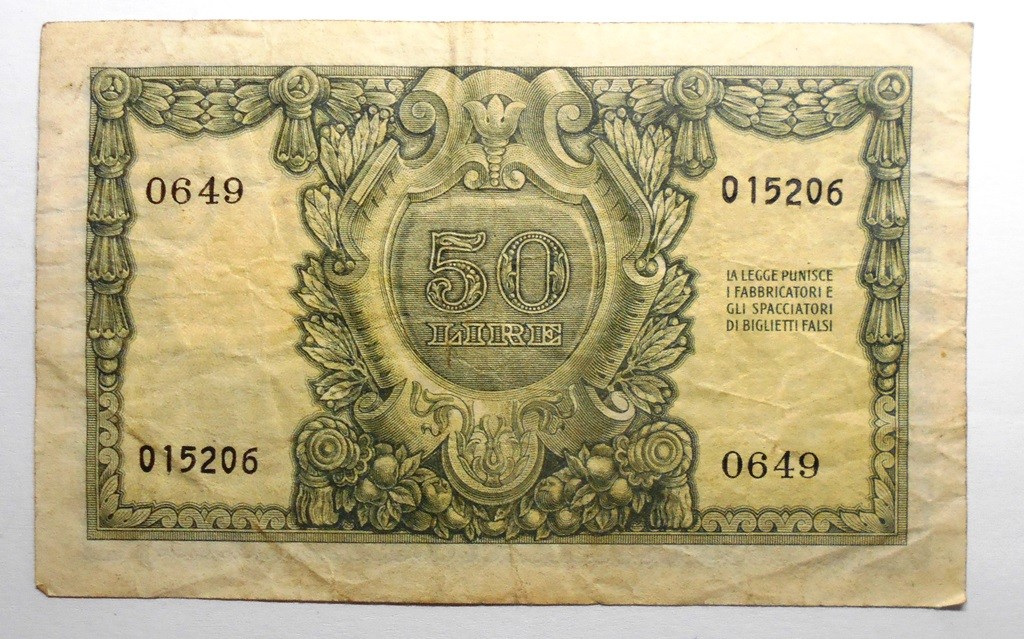 0649
015206
50
LIRE
LA LEGGE PUNISCE
I FABBRICATORI E
GLI SPACCIATORI
DI BIGLIETTI FALSI
015206
0649